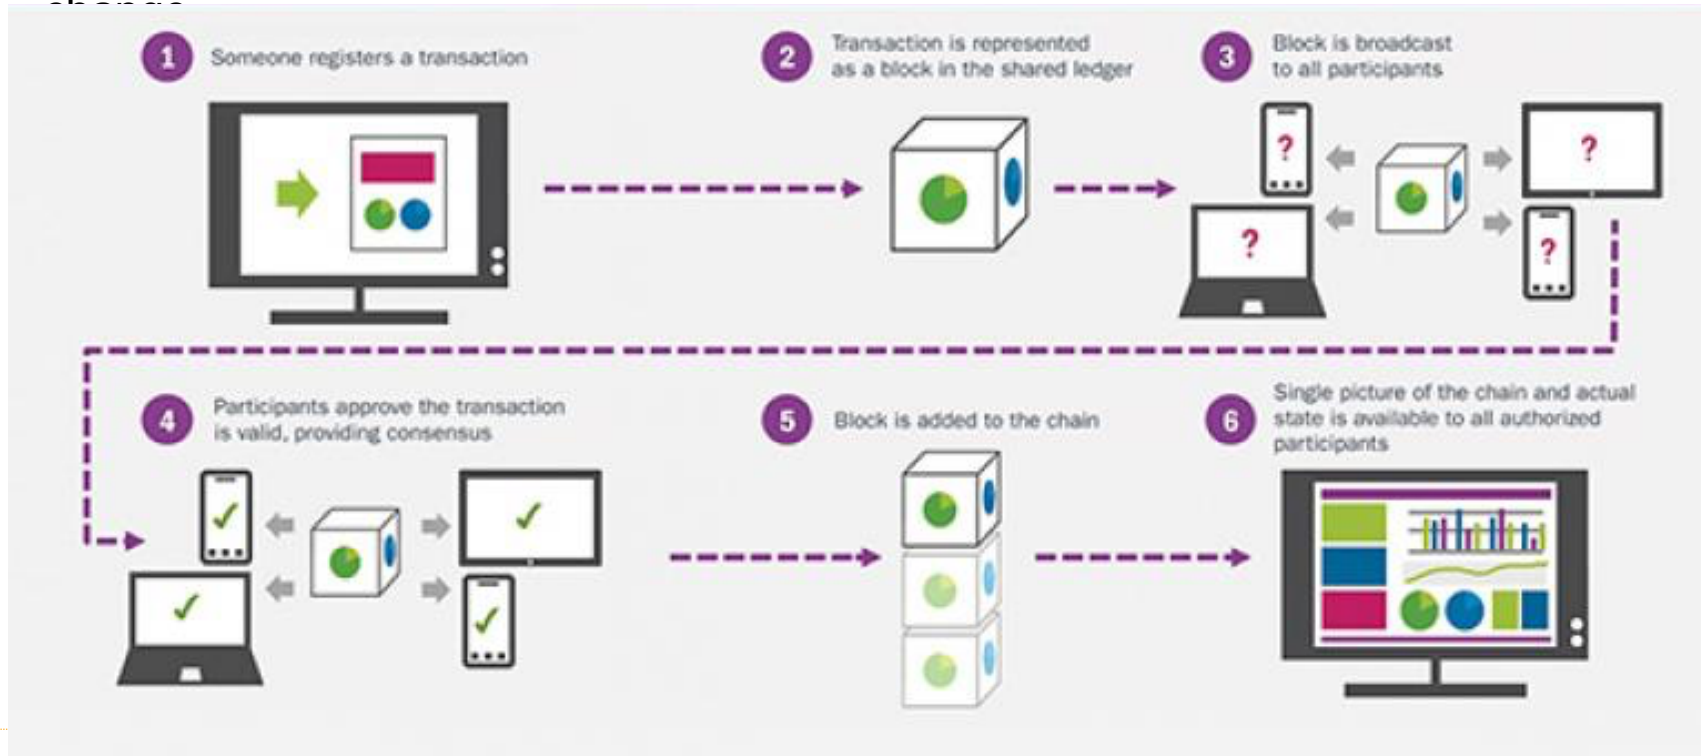 change
1 Someone registers a transaction
2 Transaction is represented
as a block in the shared ledger
3 Block is broadcast
to all participants
?
?
?
?
4 Participants approve the transaction
is valid, providing consensus
5 Block is added to the chain
6 Single picture of the chain and actual
state is available to all authorized
participants